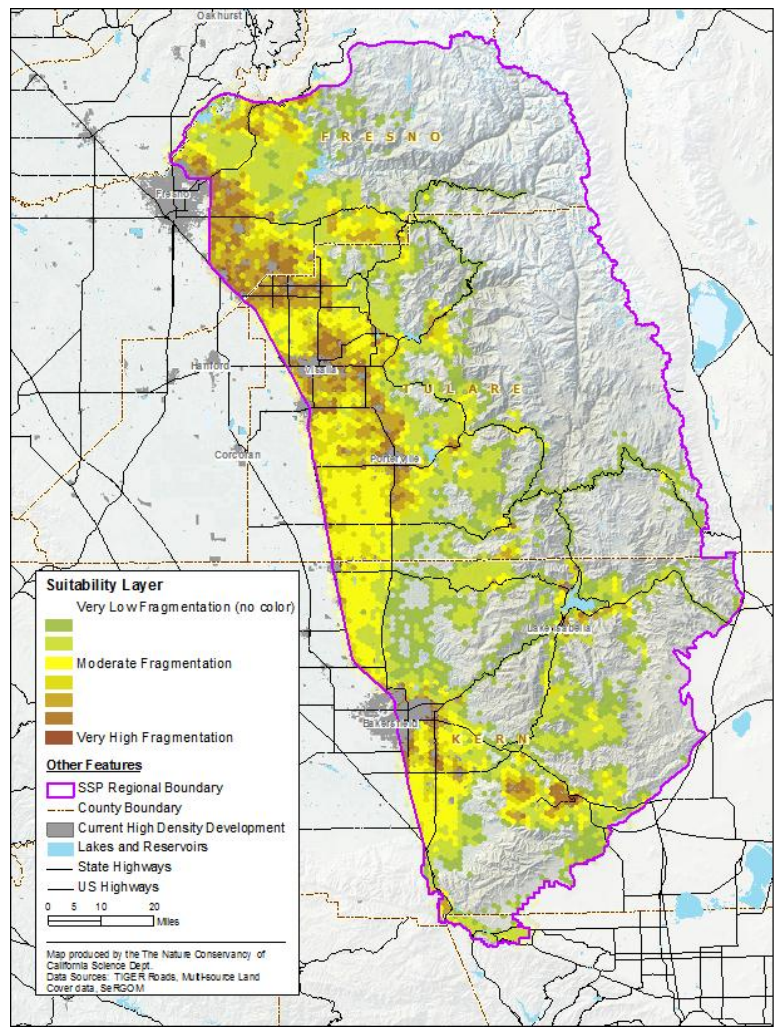 Oakhurst
FRESNO
Fresno
Hanford
Visalia
TULARE
Corcoran
Porterville
Lake Isabella
Bakersfield
KERN
Suitability Layer
Very Low Fragmentation (no color)
Moderate Fragmentation
Very High Fragmentation
Other Features
SSP Regional Boundary
County Boundary
Current High Density Development
Lakes and Reservoirs
State Highways
US Highways
0 5 10 20
Miles
Map produced by the The Nature Conservancy of
California Science Dept.
Data Sources: TIGER Roads, Multi-source Land
Cover data, SeRGOM